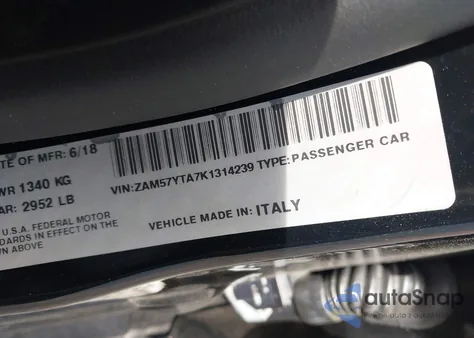 TE OF MFR: 6/18
WR 1340 KG
AR: 2952 LB
VIN:ZAM57YTA7K1314239 TYPE:PASSENGER CAR
U.S.A. FEDERAL MOTOR
DARDS IN EFFECT ON THE
WN ABOVE
VEHICLE MADE IN: ITALY
autoSnap